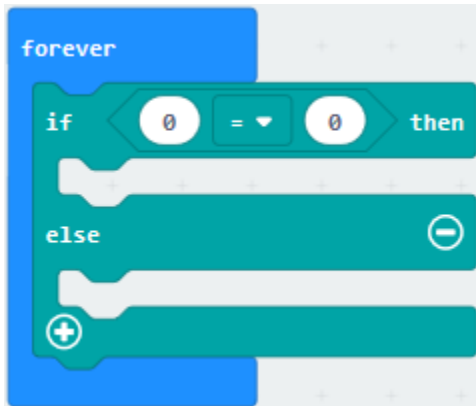 forever
if 0 = 0 then
else